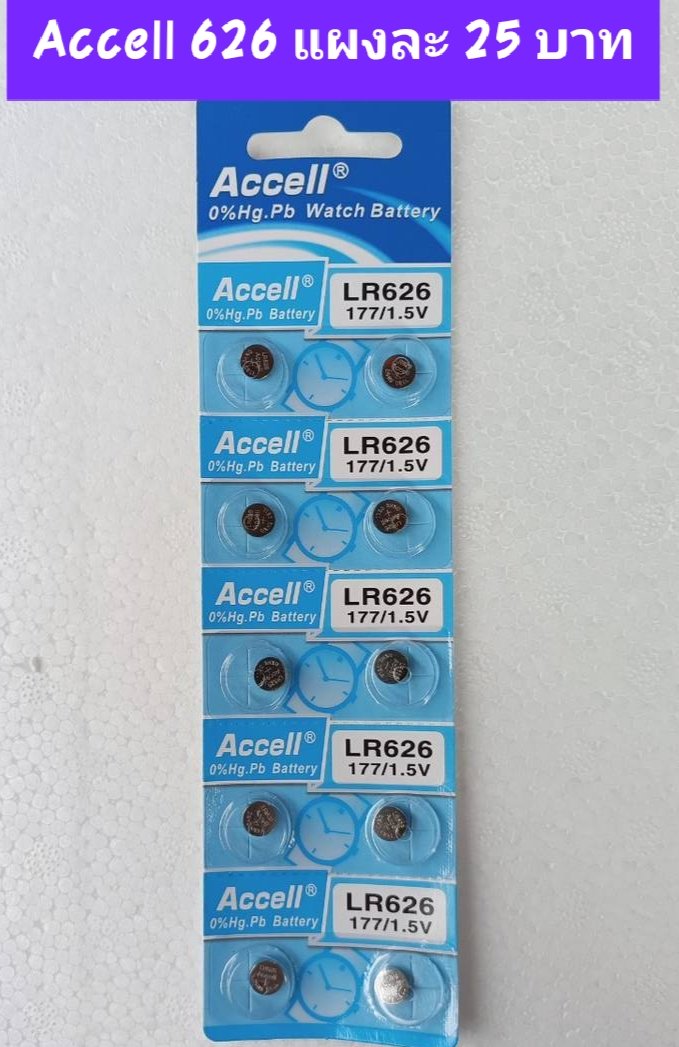 Accell 626 แผงละ 25 บาท
Accell®
0%Hg.Pb Watch Battery
Accell®
0%Hg.Pb Battery
LR626
177/1.5V
Accell®
0%Hg.Pb Battery
LR626
177/1.5V
Accell®
0%Hg.Pb Battery
LR626
177/1.5V
Accell®
0%Hg.Pb Battery
LR626
177/1.5V
Accell®
0%Hg.Pb Battery
LR626
177/1.5V